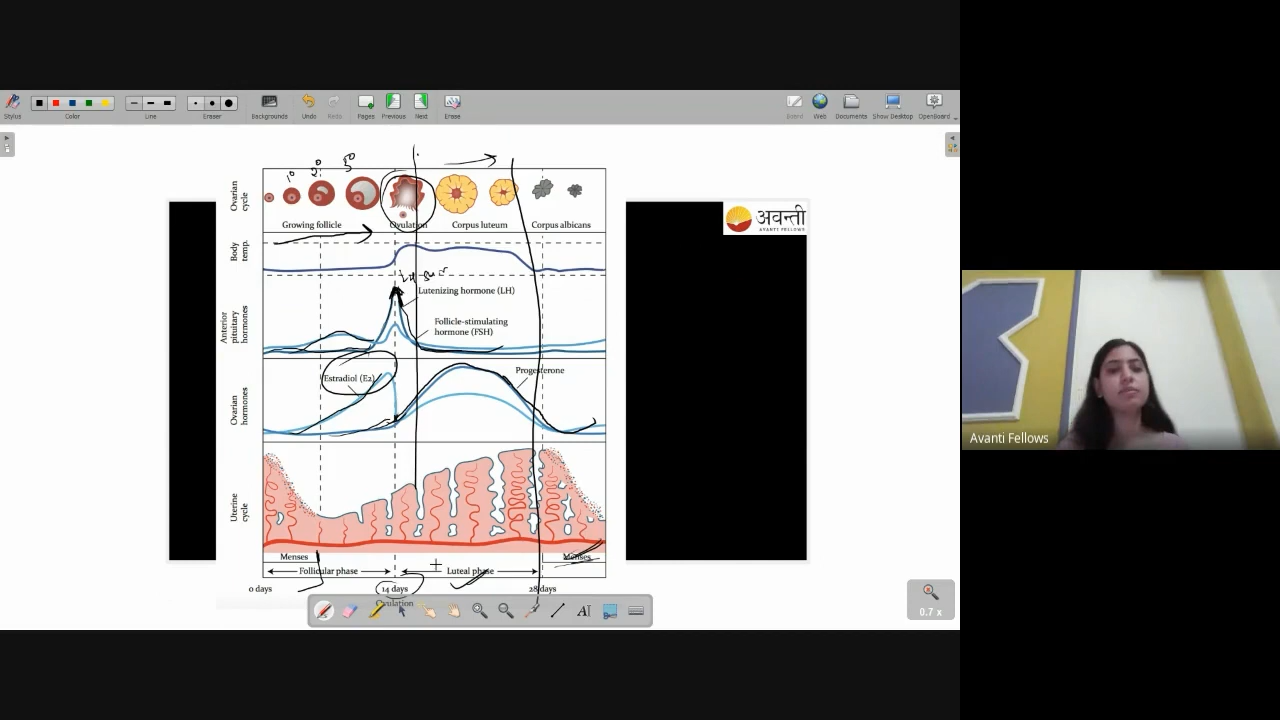 Stylus
Color
Line
Eraser
Backgrounds
Undo
Redo
Pages
Previous
Next
Erase
Board
Web
Documents
Show Desktop
OpenBoard
1° 2° 3°
Ovarian
cycle
Growing follicle
Ovulation
Corpus luteum
Corpus albicans
अवन्ती
AVANTI FELLOWS
Body
temp.
Anterior
pituitary
hormones
Lutenizing hormone (LH)
Follicle-stimulating
hormone (FSH)
Ovarian
hormones
Estradiol (E2)
Progesterone
Uterine
cycle
Menses
Menses
Follicular phase
Luteal phase
0 days
14 days
28 days
Ovulation
0.7 x
Avanti Fellows